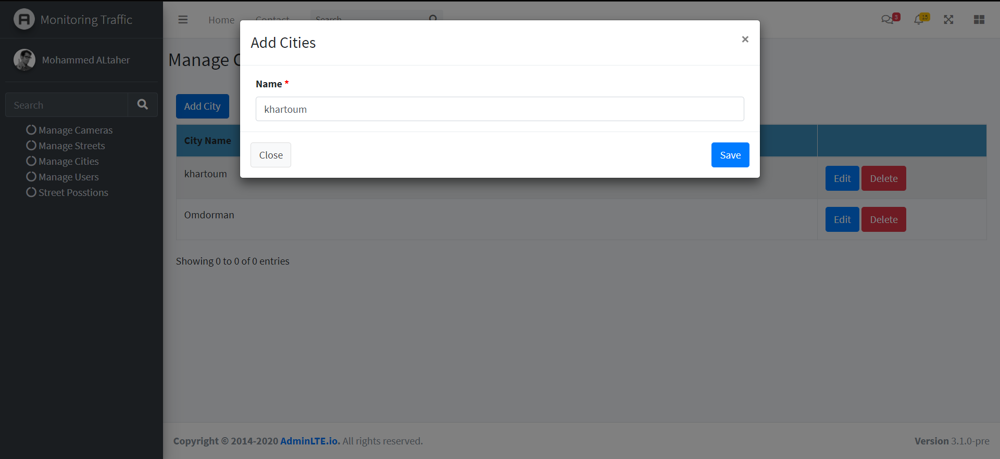 Monitoring Traffic
Mohammed ALtaher
Search
Manage Cameras
Manage Streets
Manage Cities
Manage Users
Street Posstions
Home
Contact
Search
3
15
Manage C
Add City
City Name
khartoum
Edit
Delete
Omdorman
Edit
Delete
Showing 0 to 0 of 0 entries
Add Cities
×
Name *
khartoum
Close
Save
Copyright © 2014-2020 AdminLTE.io. All rights reserved.
Version 3.1.0-pre